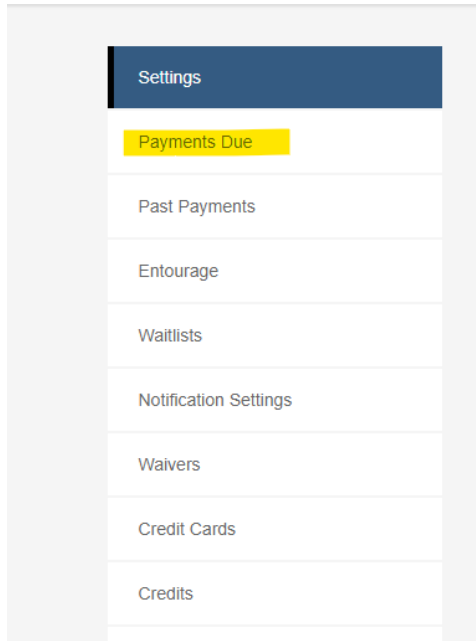 Settings
Payments Due
Past Payments
Entourage
Waitlists
Notification Settings
Waivers
Credit Cards
Credits